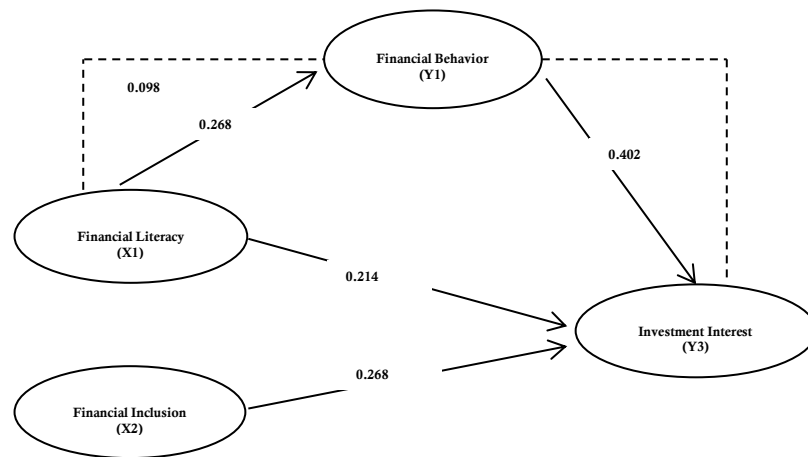 Financial Behavior
(Y1)
0.098
0.268
0.402
Financial Literacy
(X1)
0.214
Investment Interest
(Y3)
0.268
Financial Inclusion
(X2)